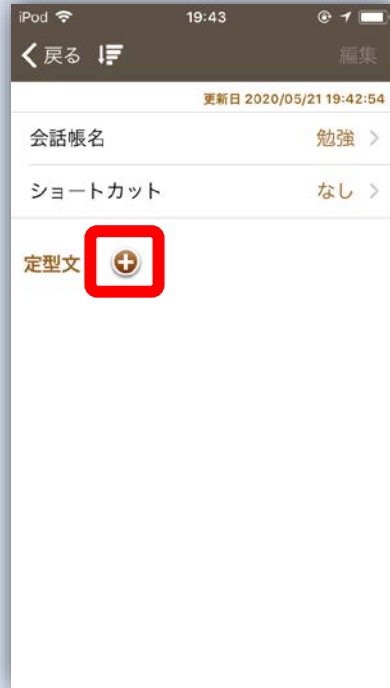 iPod 19:43
戻る 編集
更新日 2020/05/21 19:42:54
会話帳名 勉強
ショートカット なし
定型文